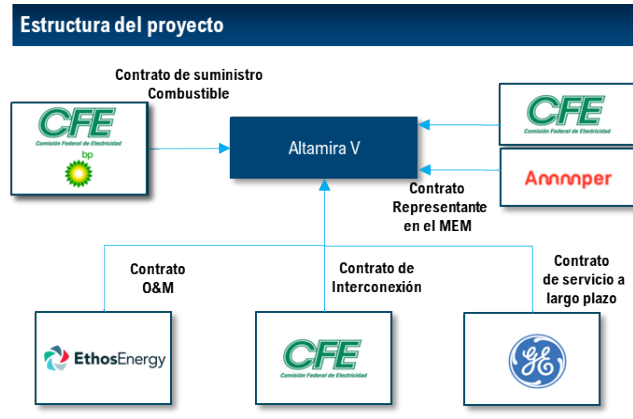 Estructura del proyecto
Contrato de suministro
Combustible
CFE
Comisión Federal de Electricidad
bp
Altamira V
CFE
Comisión Federal de Electricidad
Ammper
Contrato
Representante
en el MEM
Contrato
O&M
Contrato de
Interconexión
Contrato
de servicio a
largo plazo
EthosEnergy
CFE
Comisión Federal de Electricidad
GE